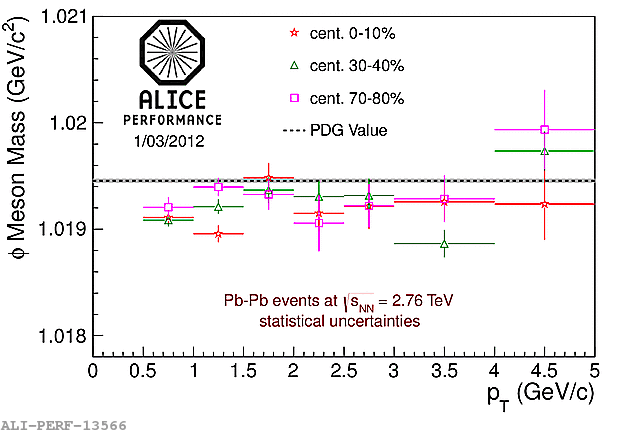 1.021
1.02
1.019
1.018
ϕ Meson Mass (GeV/c²)
ALICE
PERFORMANCE
1/03/2012
cent. 0-10%
cent. 30-40%
cent. 70-80%
PDG Value
Pb-Pb events at √sNN = 2.76 TeV
statistical uncertainties
0 0.5 1 1.5 2 2.5 3 3.5 4 4.5 5
pT (GeV/c)
ALI-PERF-13566